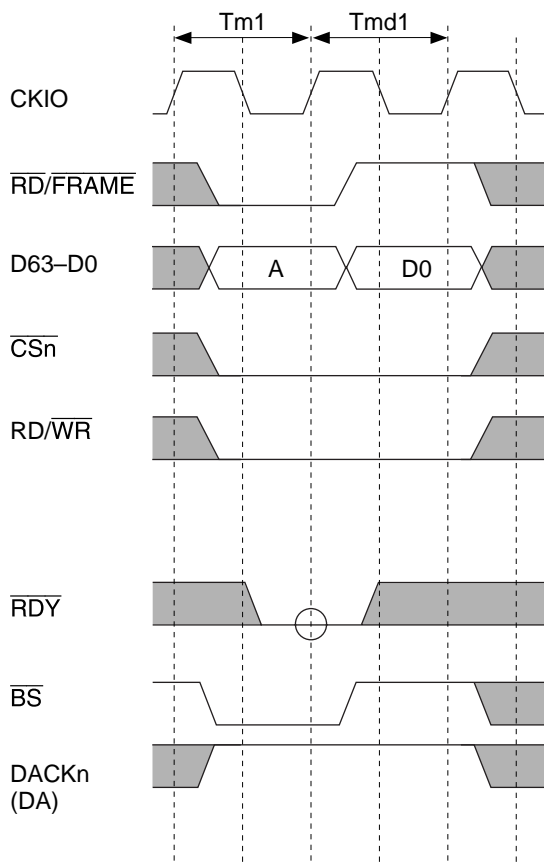 Tm1 Tmd1
CKIO
RD/FRAME
D63–D0 A D0
CSn
RD/WR
RDY
BS
DACKn
(DA)